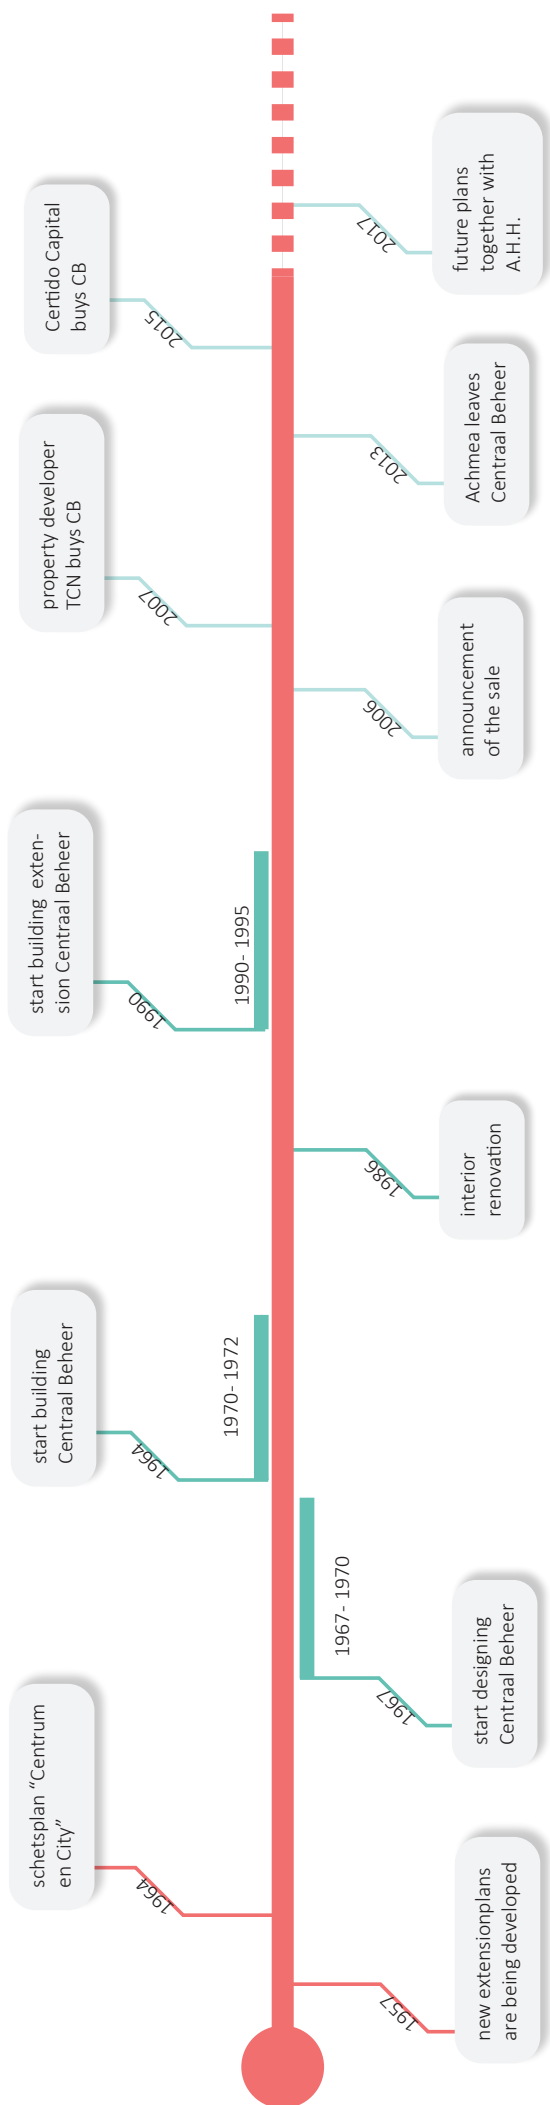 new extensionplans
are being developed
1957
schetsplan “Centrum
en City”
1964
start designing
Centraal Beheer
1967
1967- 1970
start building
Centraal Beheer
1964
1970- 1972
interior
renovation
1986
start building  exten-
sion Centraal Beheer
1990
1990- 1995
announcement
of the sale
2006
property developer
TCN buys CB
2007
Achmea leaves
Centraal Beheer
2013
Certido Capital
buys CB
2015
future plans
together with
A.H.H.
2017